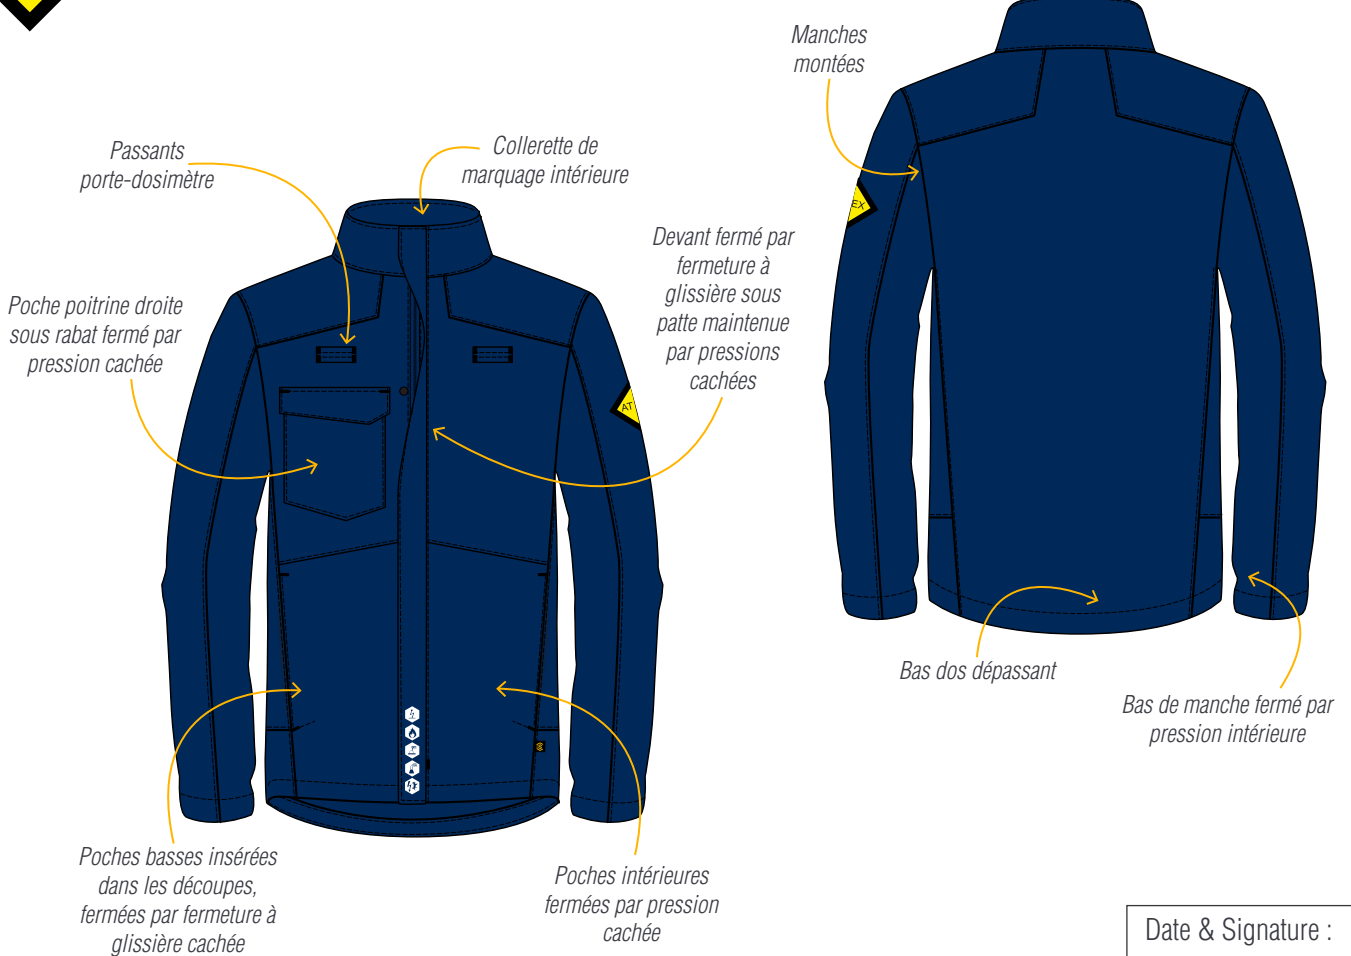 Manches
montées
Passants
porte-dosimètre
Collerette de
marquage intérieure
Devant fermé par
fermeture à
glissière sous
patte maintenue
par pressions
cachées
Poche poitrine droite
sous rabat fermé par
pression cachée
EX
AT
Bas dos dépassant
Bas de manche fermé par
pression intérieure
Poches basses insérées
dans les découpes,
fermées par fermeture à
glissière cachée
Poches intérieures
fermées par pression
cachée
Date & Signature :